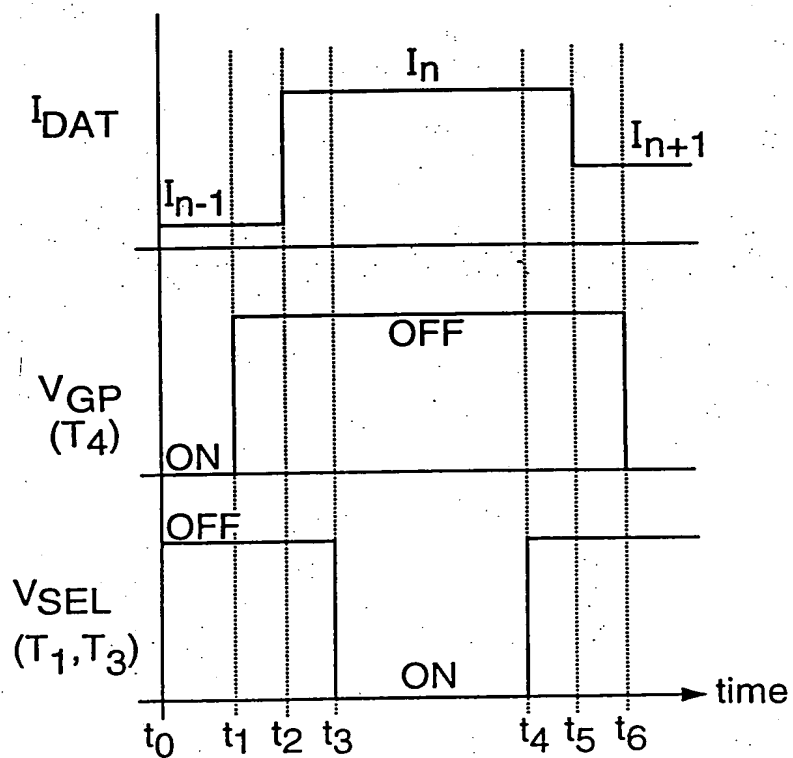 I_n
I_DAT
I_n+1
I_n-1
OFF
V_GP
(T_4)
ON
OFF
V_SEL
(T_1,T_3)
ON
time
t_0 t_1 t_2 t_3 t_4 t_5 t_6